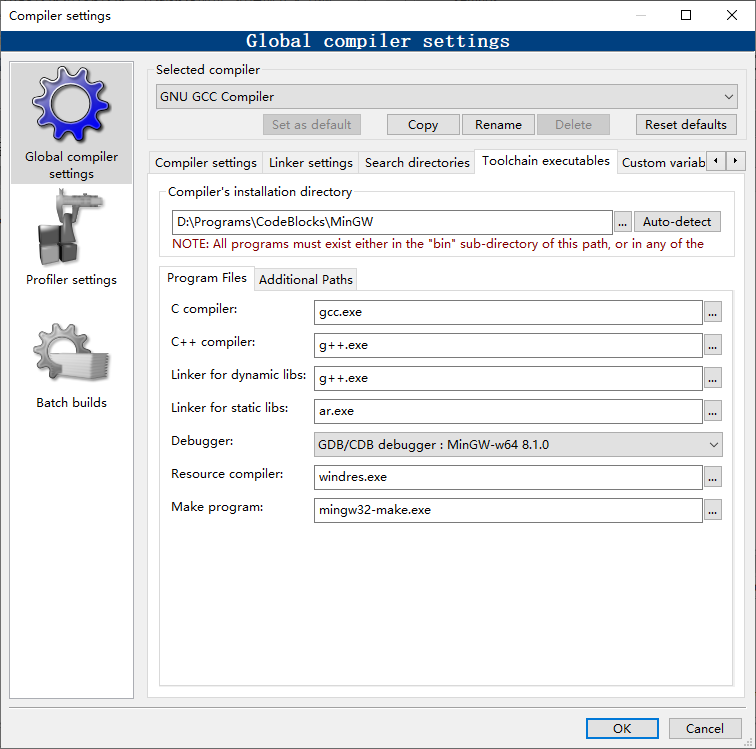 Compiler settings
Global compiler settings
Global compiler
settings
Profiler settings
Batch builds
Selected compiler
GNU GCC Compiler
Set as default
Copy
Rename
Delete
Reset defaults
Compiler settings
Linker settings
Search directories
Toolchain executables
Custom variab
Compiler's installation directory
D:\Programs\CodeBlocks\MinGW
...
Auto-detect
NOTE: All programs must exist either in the "bin" sub-directory of this path, or in any of the
Program Files
Additional Paths
C compiler:
gcc.exe
...
C++ compiler:
g++.exe
...
Linker for dynamic libs:
g++.exe
...
Linker for static libs:
ar.exe
...
Debugger:
GDB/CDB debugger : MinGW-w64 8.1.0
Resource compiler:
windres.exe
...
Make program:
mingw32-make.exe
...
OK
Cancel